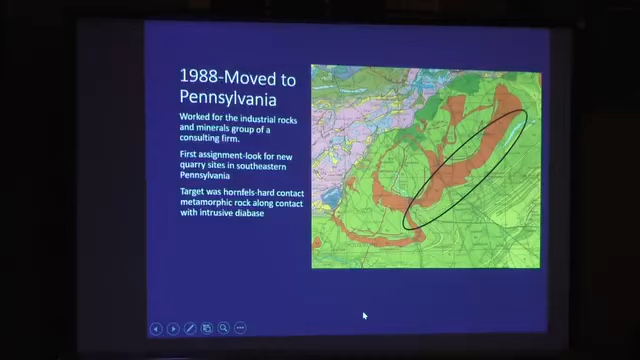 1988-Moved to
Pennsylvania
Worked for the industrial rocks
and minerals group of a
consulting firm.
First assignment-look for new
quarry sites in southeastern
Pennsylvania
Target was hornfels-hard contact
metamorphic rock along contact
with intrusive diabase